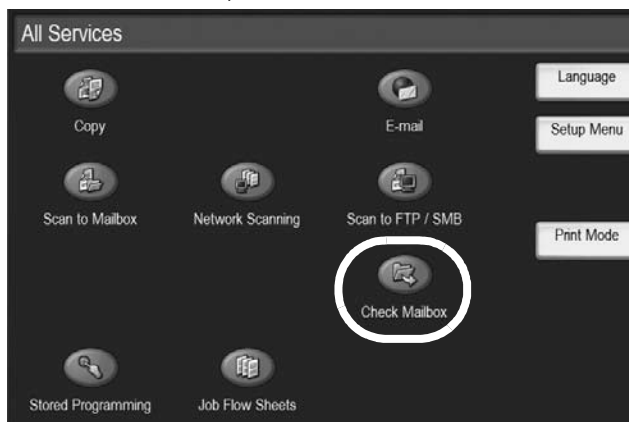 All Services
Copy
E-mail
Language
Setup Menu
Scan to Mailbox
Network Scanning
Scan to FTP / SMB
Print Mode
Check Mailbox
Stored Programming
Job Flow Sheets